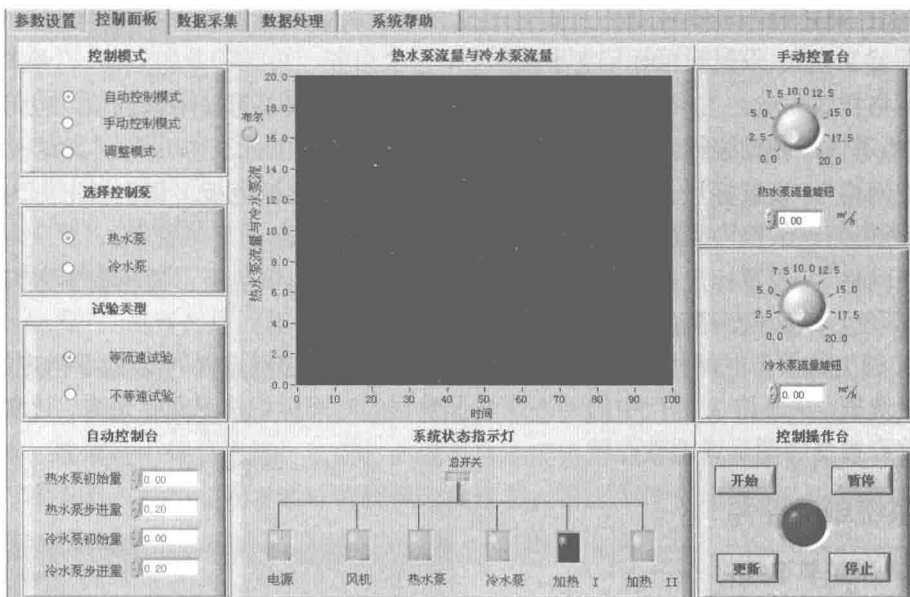 参数设置 控制面板 数据采集 数据处理 系统帮助
控制模式
自动控制模式
手动控制模式
调整模式
选择控制泵
热水泵
冷水泵
试验类型
等流速试验
不等速试验
自动控制台
热水泵初始量 0.00
热水泵步进量 0.20
冷水泵初始量 0.00
冷水泵步进量 0.20
热水泵流量与冷水泵流量
布尔
热水泵流量与冷水泵流
20.0
18.0
16.0
14.0
12.0
10.0
8.0
6.0
4.0
2.0
0.0
0 10 20 30 40 50 60 70 80 90 100
时间
系统状态指示灯
总开关
电源 风机 热水泵 冷水泵 加热 I 加热 II
手动控置台
7.5 10.0 12.5
5.0 15.0
2.5 17.5
0.0 20.0
热水泵流量旋钮
0.00 m³/h
7.5 10.0 12.5
5.0 15.0
2.5 17.5
0.0 20.0
冷水泵流量旋钮
0.00 m³/h
控制操作台
开始 暂停
更新 停止